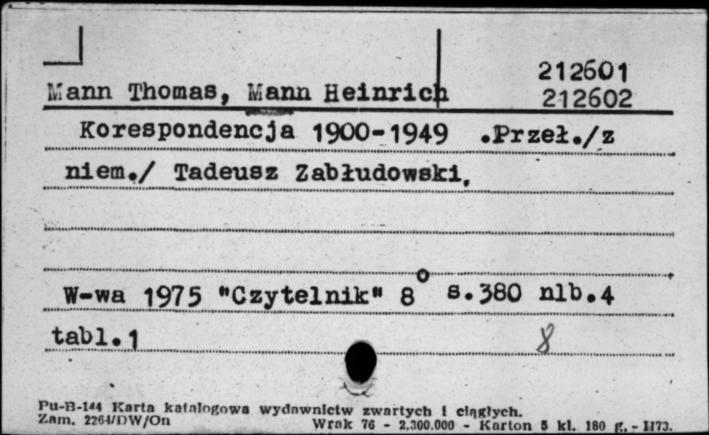 212601
Mann Thomas, Mann Heinrich 212602
Korespondencja 1900-1949 .Przeł./z
niem./ Tadeusz Zabłudowski,
W-wa 1975 "Czytelnik" 8° s.380 nlb.4
tabl.1 8
Pu-B-144 Karta katalogowa wydawnictw zwartych i ciągłych.
Zam. 2264/DW/On Wrak 76 - 2.300.000 - Karton 5 kl. 180 g. - 1173.